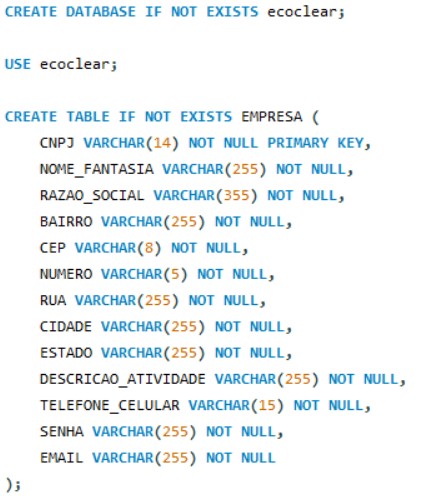 CREATE DATABASE IF NOT EXISTS ecoclear;
USE ecoclear;
CREATE TABLE IF NOT EXISTS EMPRESA (
CNPJ VARCHAR(14) NOT NULL PRIMARY KEY,
NOME_FANTASIA VARCHAR(255) NOT NULL,
RAZAO_SOCIAL VARCHAR(355) NOT NULL,
BAIRRO VARCHAR(255) NOT NULL,
CEP VARCHAR(8) NOT NULL,
NUMERO VARCHAR(5) NOT NULL,
RUA VARCHAR(255) NOT NULL,
CIDADE VARCHAR(255) NOT NULL,
ESTADO VARCHAR(255) NOT NULL,
DESCRICAO_ATIVIDADE VARCHAR(255) NOT NULL,
TELEFONE_CELULAR VARCHAR(15) NOT NULL,
SENHA VARCHAR(255) NOT NULL,
EMAIL VARCHAR(255) NOT NULL
);